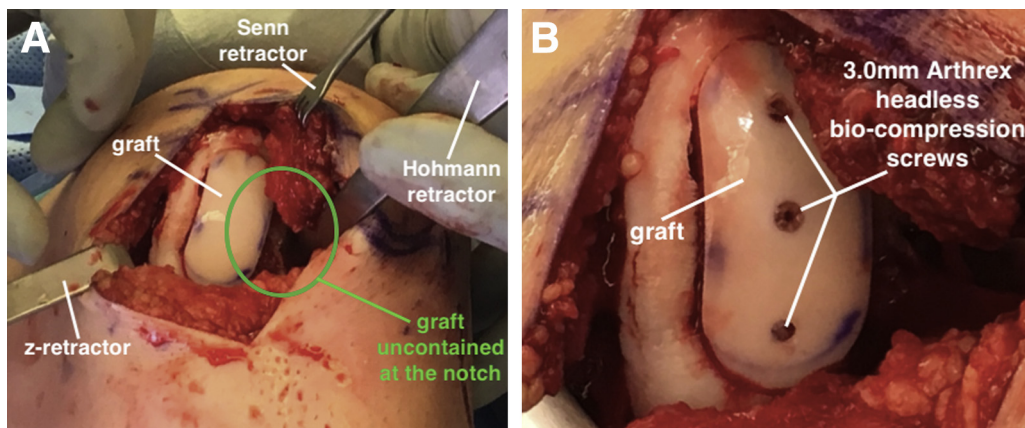 A
Senn
retractor
graft
Hohmann
retractor
z-retractor
graft
uncontained
at the notch
B
3.0mm Arthrex
headless
bio-compression
screws
graft